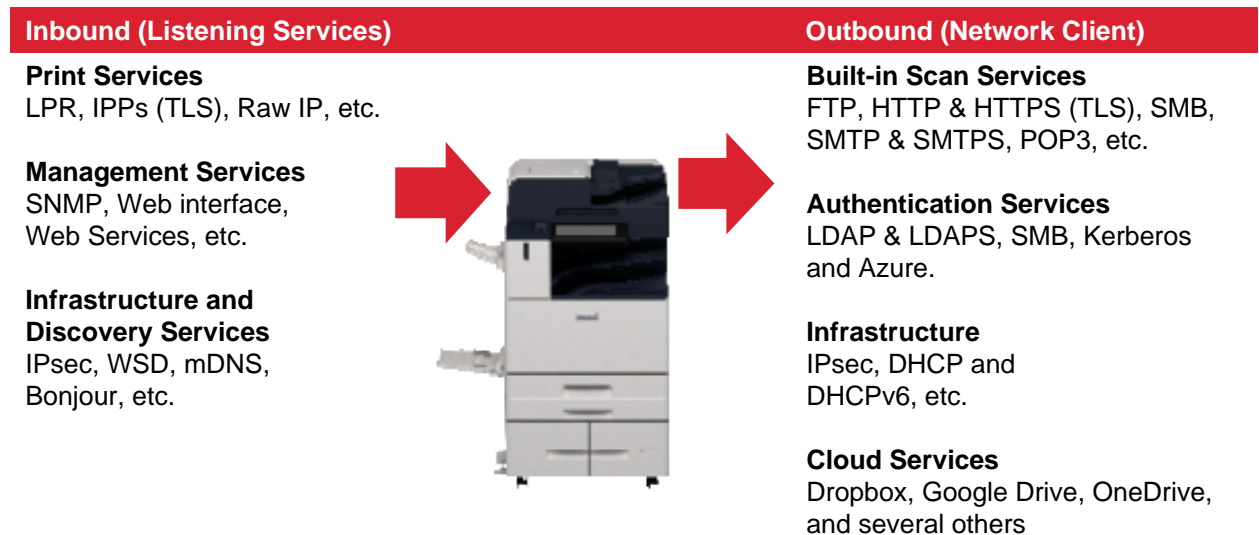 Inbound (Listening Services)
Outbound (Network Client)
Print Services
LPR, IPPs (TLS), Raw IP, etc.
Management Services
SNMP, Web interface,
Web Services, etc.
Infrastructure and
Discovery Services
IPsec, WSD, mDNS,
Bonjour, etc.
Built-in Scan Services
FTP, HTTP & HTTPS (TLS), SMB,
SMTP & SMTPS, POP3, etc.
Authentication Services
LDAP & LDAPS, SMB, Kerberos
and Azure.
Infrastructure
IPsec, DHCP and
DHCPv6, etc.
Cloud Services
Dropbox, Google Drive, OneDrive,
and several others